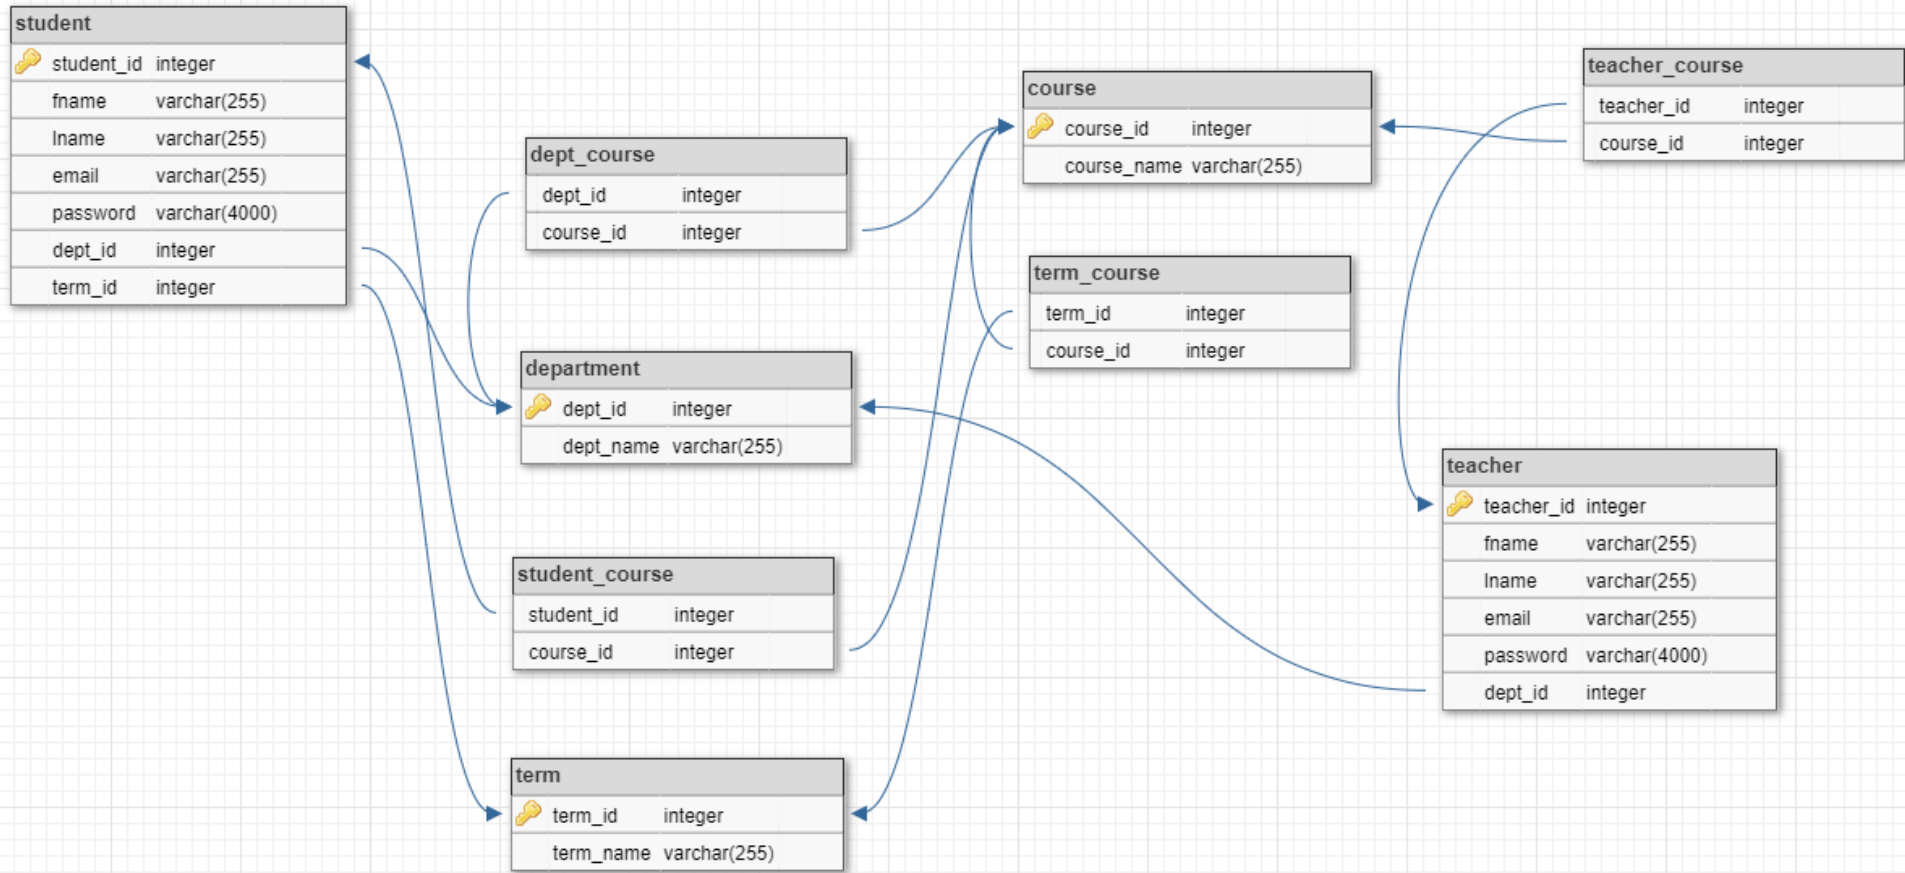 student
student_id integer
fname varchar(255)
lname varchar(255)
email varchar(255)
password varchar(4000)
dept_id integer
term_id integer
dept_course
dept_id integer
course_id integer
department
dept_id integer
dept_name varchar(255)
student_course
student_id integer
course_id integer
term
term_id integer
term_name varchar(255)
course
course_id integer
course_name varchar(255)
term_course
term_id integer
course_id integer
teacher_course
teacher_id integer
course_id integer
teacher
teacher_id integer
fname varchar(255)
lname varchar(255)
email varchar(255)
password varchar(4000)
dept_id integer